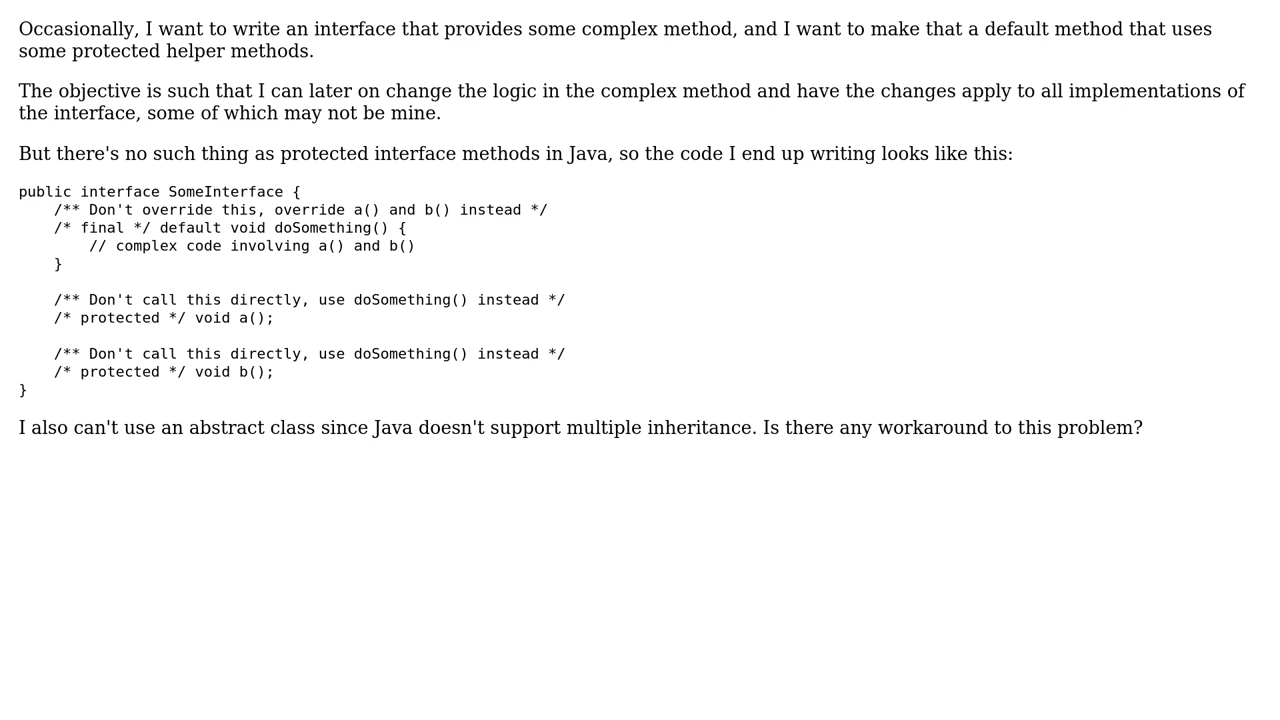 Occasionally, I want to write an interface that provides some complex method, and I want to make that a default method that uses
some protected helper methods.
The objective is such that I can later on change the logic in the complex method and have the changes apply to all implementations of
the interface, some of which may not be mine.
But there's no such thing as protected interface methods in Java, so the code I end up writing looks like this:
public interface SomeInterface {
    /** Don't override this, override a() and b() instead */
    /* final */ default void doSomething() {
        // complex code involving a() and b()
    }

    /** Don't call this directly, use doSomething() instead */
    /* protected */ void a();

    /** Don't call this directly, use doSomething() instead */
    /* protected */ void b();
}
I also can't use an abstract class since Java doesn't support multiple inheritance. Is there any workaround to this problem?